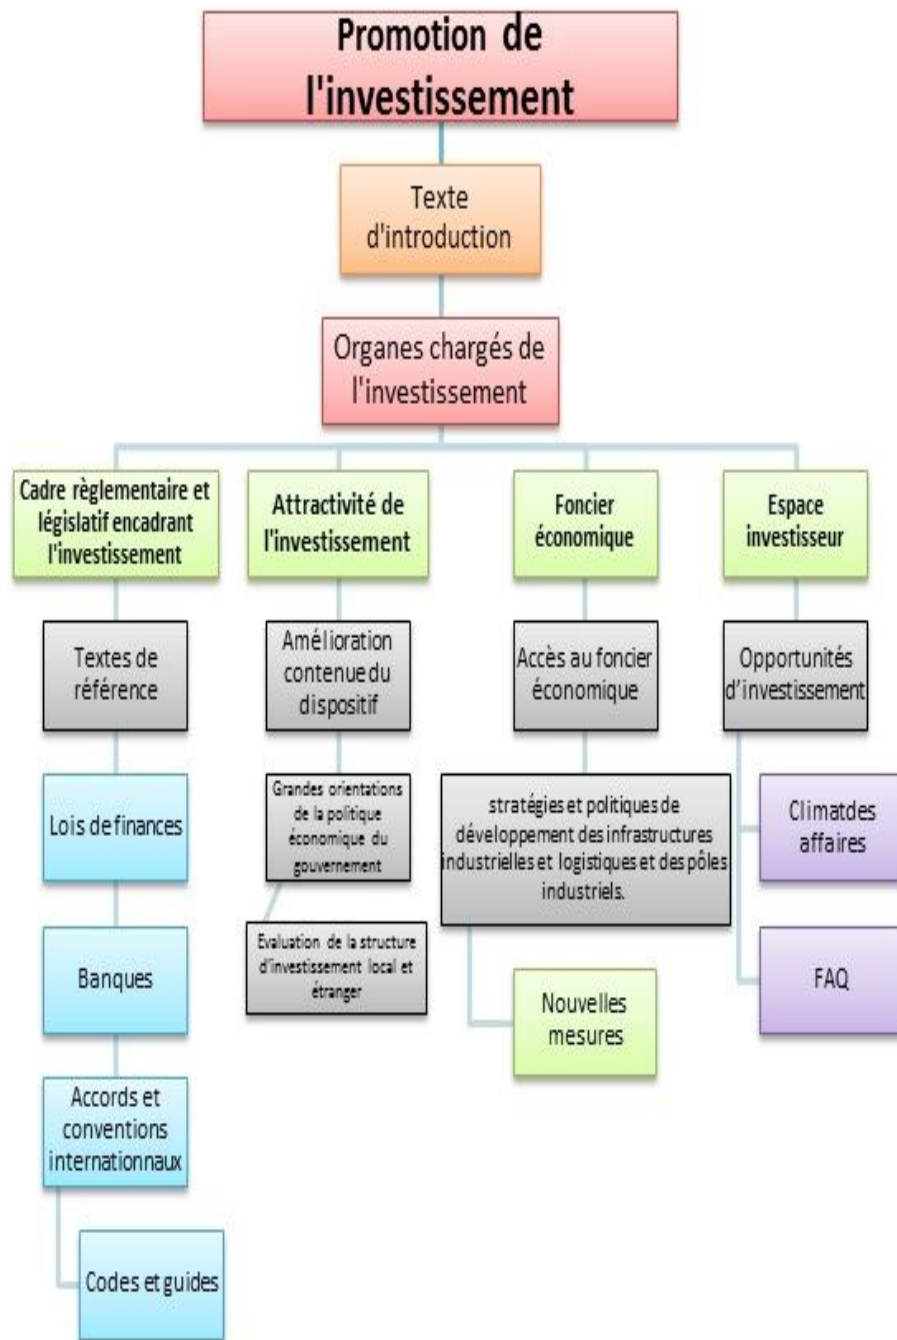 Promotion de
l'investissement
Texte
d'introduction
Organes chargés de
l'investissement
Cadre règlementaire et
législatif encadrant
l'investissement
Attractivité de
l'investissement
Foncier
économique
Espace
investisseur
Textes de
référence
Amélioration
contenue du
dispositif
Accès au foncier
économique
Opportunités
d'investissement
Lois de finances
Grandes orientations
de la politique
économique du
gouvernement
stratégies et politiques de
développement des infrastructures
industrielles et logistiques et des pôles
industriels.
Climatdes
affaires
Banques
Evaluation de la structure
d'investissement local et
étranger
Nouvelles
mesures
FAQ
Accords et
conventions
internationnaux
Codes et guides